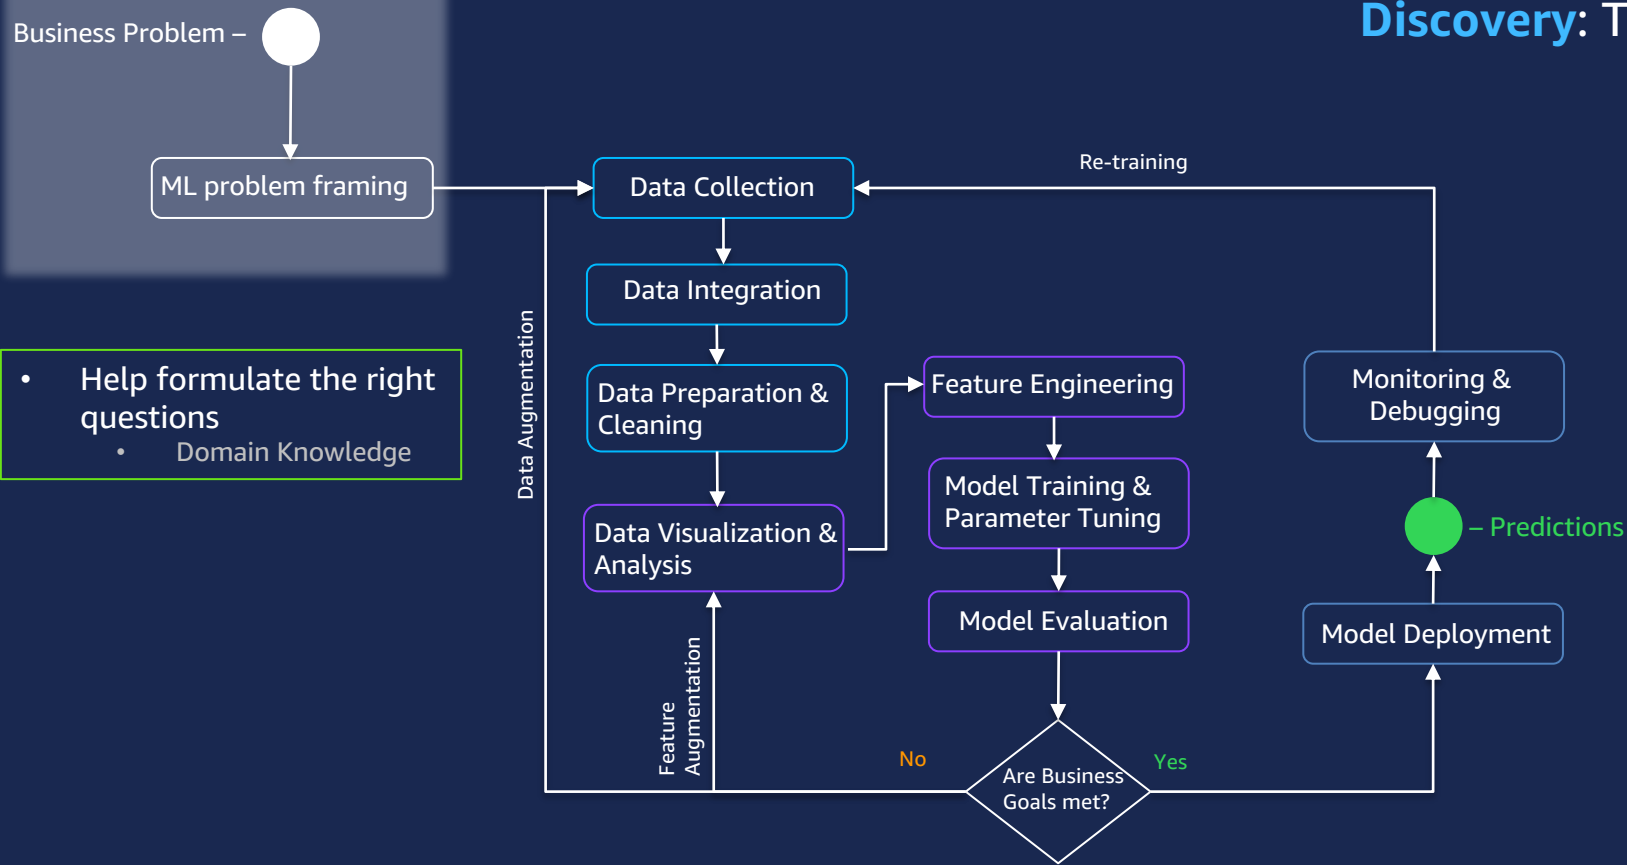 Discovery: T
Business Problem –
ML problem framing
Data Collection
Re-training
Data Integration
Data Augmentation
• Help formulate the right
questions
• Domain Knowledge
Data Preparation &
Cleaning
Feature Engineering
Monitoring &
Debugging
Data Visualization &
Analysis
Model Training &
Parameter Tuning
– Predictions
Model Evaluation
Model Deployment
Feature
Augmentation
No
Are Business
Goals met?
Yes